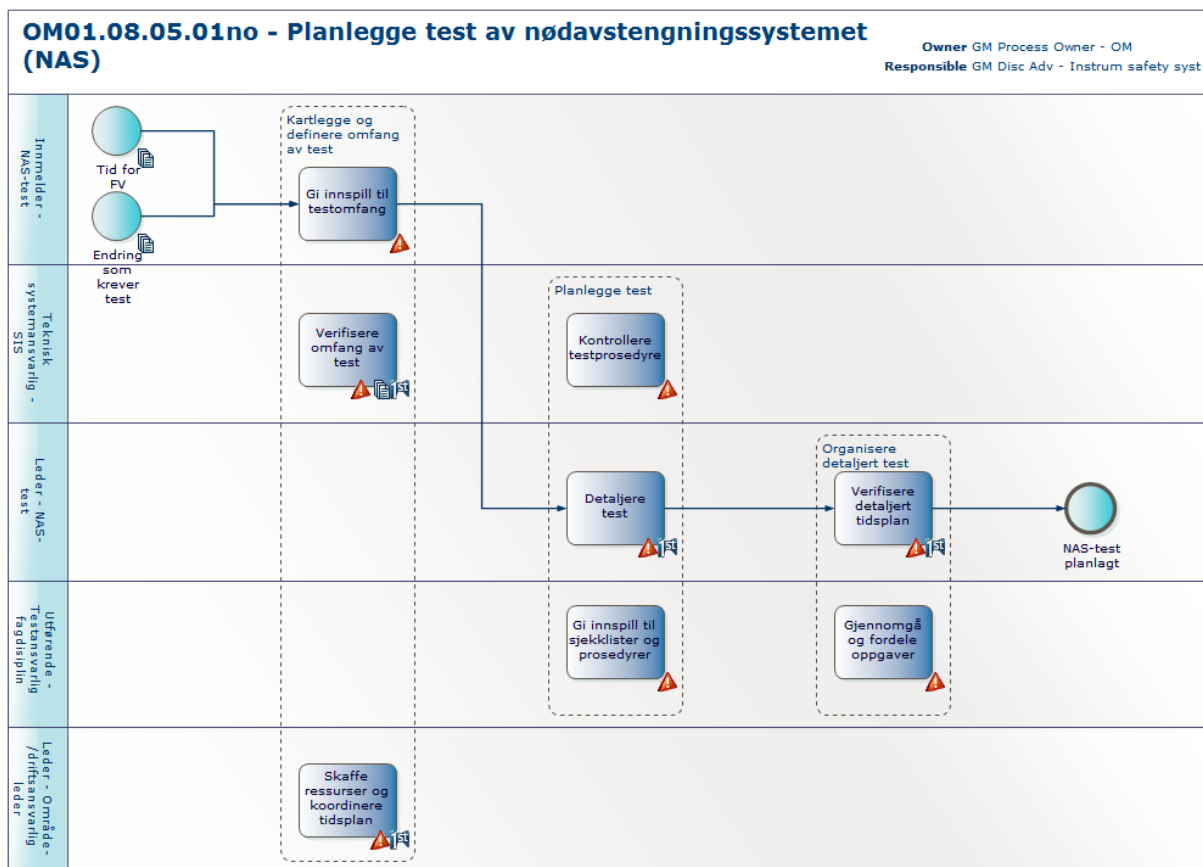 OM01.08.05.01no - Planlegge test av nødavstengningssystemet
(NAS)
Owner GM Process Owner - OM
Responsible GM Disc Adv - Instrum safety syst
Innmelder -
NAS-test
Tid for
FV
Endring
som
krever
test
Kartlegge og
definere omfang
av test
Gi innspill til
testomfang
Teknisk
systemansvarlig -
SIS
Verifisere
omfang av
test
1st
Planlegge test
Kontrollere
testprosedyre
Leder - NAS-
test
Detaljere
test
1st
Organisere
detaljert test
Verifisere
detaljert
tidsplan
1st
NAS-test
planlagt
Utførende -
Testansvarlig
fagdisiplin
Gi innspill til
sjekklister og
prosedyrer
Gjennomgå
og fordele
oppgaver
Leder - Område-
/driftsansvarlig
leder
Skaffe
ressurser og
koordinere
tidsplan
1st